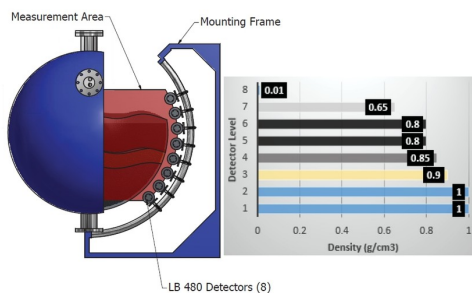 Measurement Area
Mounting Frame
LB 480 Detectors (8)
Detector Level
8 0.01
7 0.65
6 0.8
5 0.8
4 0.85
3 0.9
2 1
1 1
0 0.2 0.4 0.6 0.8 1
Density (g/cm3)